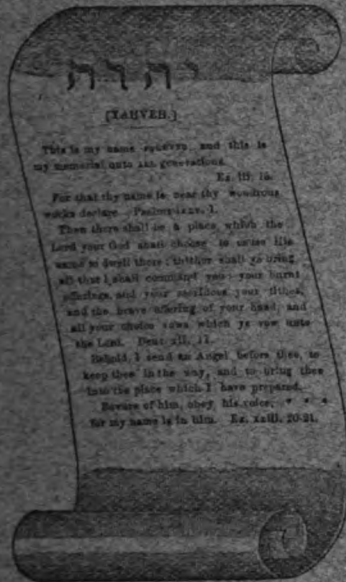 יהוה
[YAHVEH.]
This is my name FOREVER, and this is
my memorial unto ALL generations.
Ex. iii. 15.
For that thy name is near thy wondrous
works declare. Psalm lxxv. 1.
Then there shall be a place which the
Lord your God shall choose to cause His
name to dwell there; thither shall ye bring
all that I shall command you; your burnt
offerings, and your sacrifices, your tithes,
and the heave offering of your hand, and
all your choice vows which ye vow unto
the Lord. Deut. xii. 11.
Behold, I send an Angel before thee, to
keep thee in the way, and to bring thee
into the place which I have prepared.
Beware of him, obey his voice, * * *
for my name is in him. Ex. xxiii. 20-21.